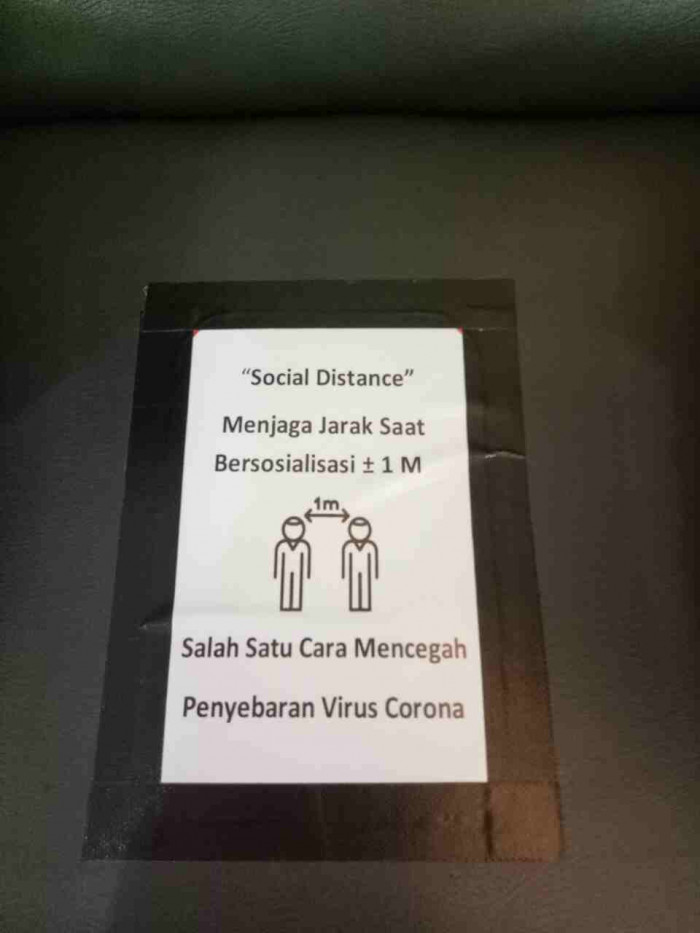 “Social Distance”
Menjaga Jarak Saat
Bersosialisasi ± 1 M
1m
Salah Satu Cara Mencegah
Penyebaran Virus Corona